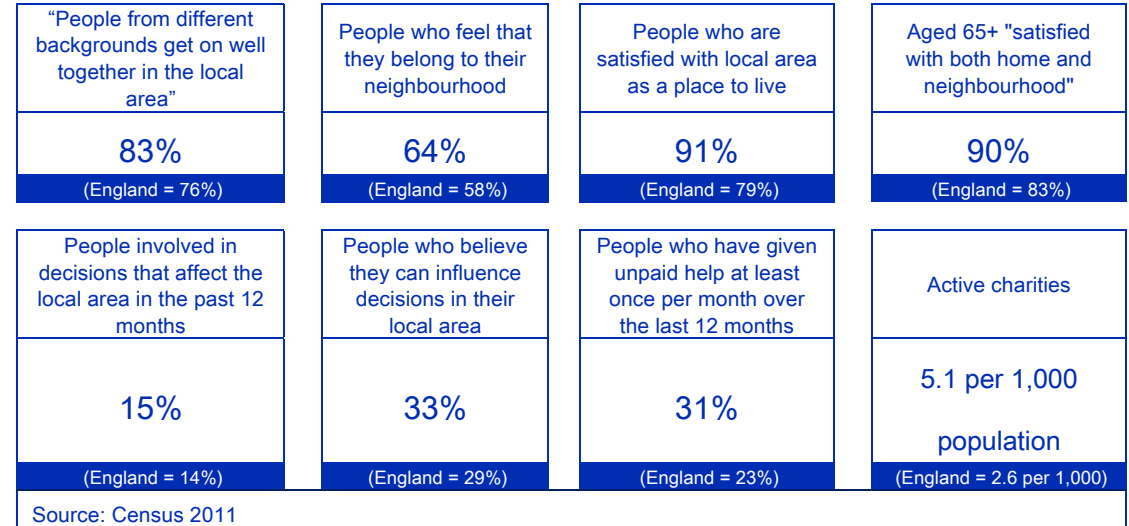 “People from different
backgrounds get on well
together in the local
area”
83%
(England = 76%)
People who feel that
they belong to their
neighbourhood
64%
(England = 58%)
People who are
satisfied with local area
as a place to live
91%
(England = 79%)
Aged 65+ "satisfied
with both home and
neighbourhood"
90%
(England = 83%)
People involved in
decisions that affect the
local area in the past 12
months
15%
(England = 14%)
People who believe
they can influence
decisions in their
local area
33%
(England = 29%)
People who have given
unpaid help at least
once per month over
the last 12 months
31%
(England = 23%)
Active charities
5.1 per 1,000
population
(England = 2.6 per 1,000)
Source: Census 2011